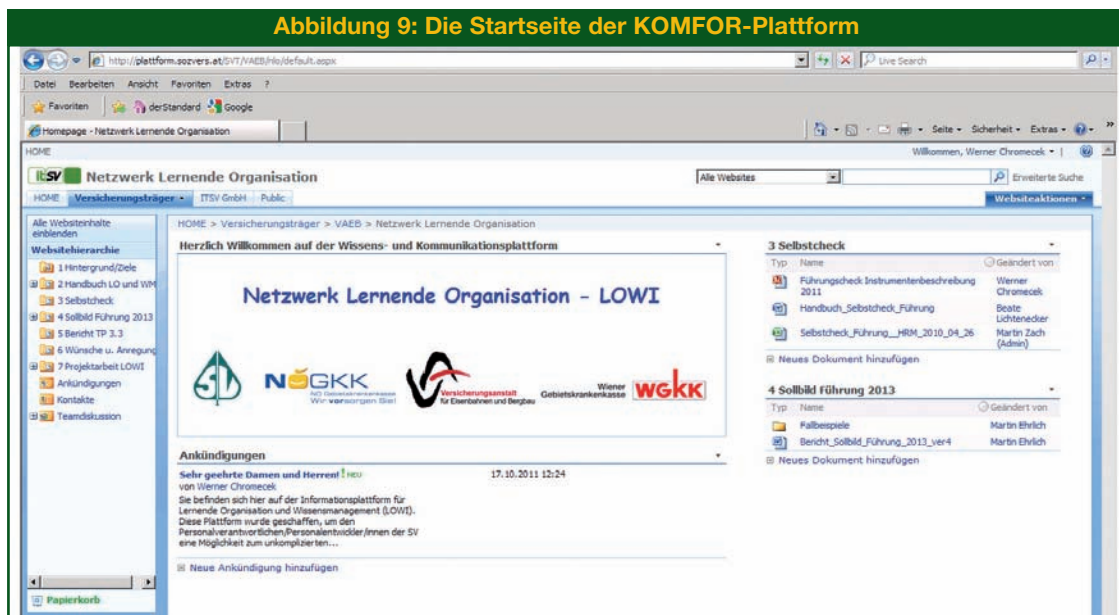 Abbildung 9: Die Startseite der KOMFOR-Plattform
http://plattform.sozvers.at/SVT/VAEB/nlo/default.aspx
Live Search
Datei Bearbeiten Ansicht Favoriten Extras ?
Favoriten derStandard Google
Homepage - Netzwerk Lernende Organisation
Seite Sicherheit Extras
HOME
Willkommen, Werner Chromecek
itSV Netzwerk Lernende Organisation
Alle Websites
Erweiterte Suche
HOME Versicherungsträger ITSV GmbH Public
Websiteaktionen
Alle Websiteinhalte
einblenden
Websitehierarchie
1 Hintergrund/Ziele
2 Handbuch LO und WM
3 Selbstcheck
4 Sollbild Führung 2013
5 Bericht TP 3.3
6 Wünsche u. Anregung
7 Projektarbeit LOWI
Ankündigungen
Kontakte
Teamdiskussion
Papierkorb
HOME > Versicherungsträger > VAEB > Netzwerk Lernende Organisation
Herzlich Willkommen auf der Wissens- und Kommunikationsplattform
Netzwerk Lernende Organisation - LOWI
NÖGKK
NÖ Gebietskrankenkasse
Wir versorgen Sie!
Versicherungsanstalt
für Eisenbahnen und Bergbau
Wiener
Gebietskrankenkasse
WGKK
Ankündigungen
Sehr geehrte Damen und Herren! NEU
17.10.2011 12:24
von Werner Chromecek
Sie befinden sich hier auf der Informationsplattform für
Lernende Organisation und Wissensmanagement (LOWI).
Diese Plattform wurde geschaffen, um den
Personalverantwortlichen/Personalentwickler/innen der SV
eine Möglichkeit zum unkomplizierten...
Neue Ankündigung hinzufügen
3 Selbstcheck
Typ Name Geändert von
Führungscheck Instrumentenbeschreibung
2011
Werner
Chromecek
Handbuch_Selbstcheck_Führung
Beate
Lichtenecker
Selbstcheck_Führung__HRM_2010_04_26
Martin Zach
(Admin)
Neues Dokument hinzufügen
4 Sollbild Führung 2013
Typ Name Geändert von
Fallbeispiele Martin Ehrlich
Bericht_Sollbild_Führung_2013_ver4 Martin Ehrlich
Neues Dokument hinzufügen